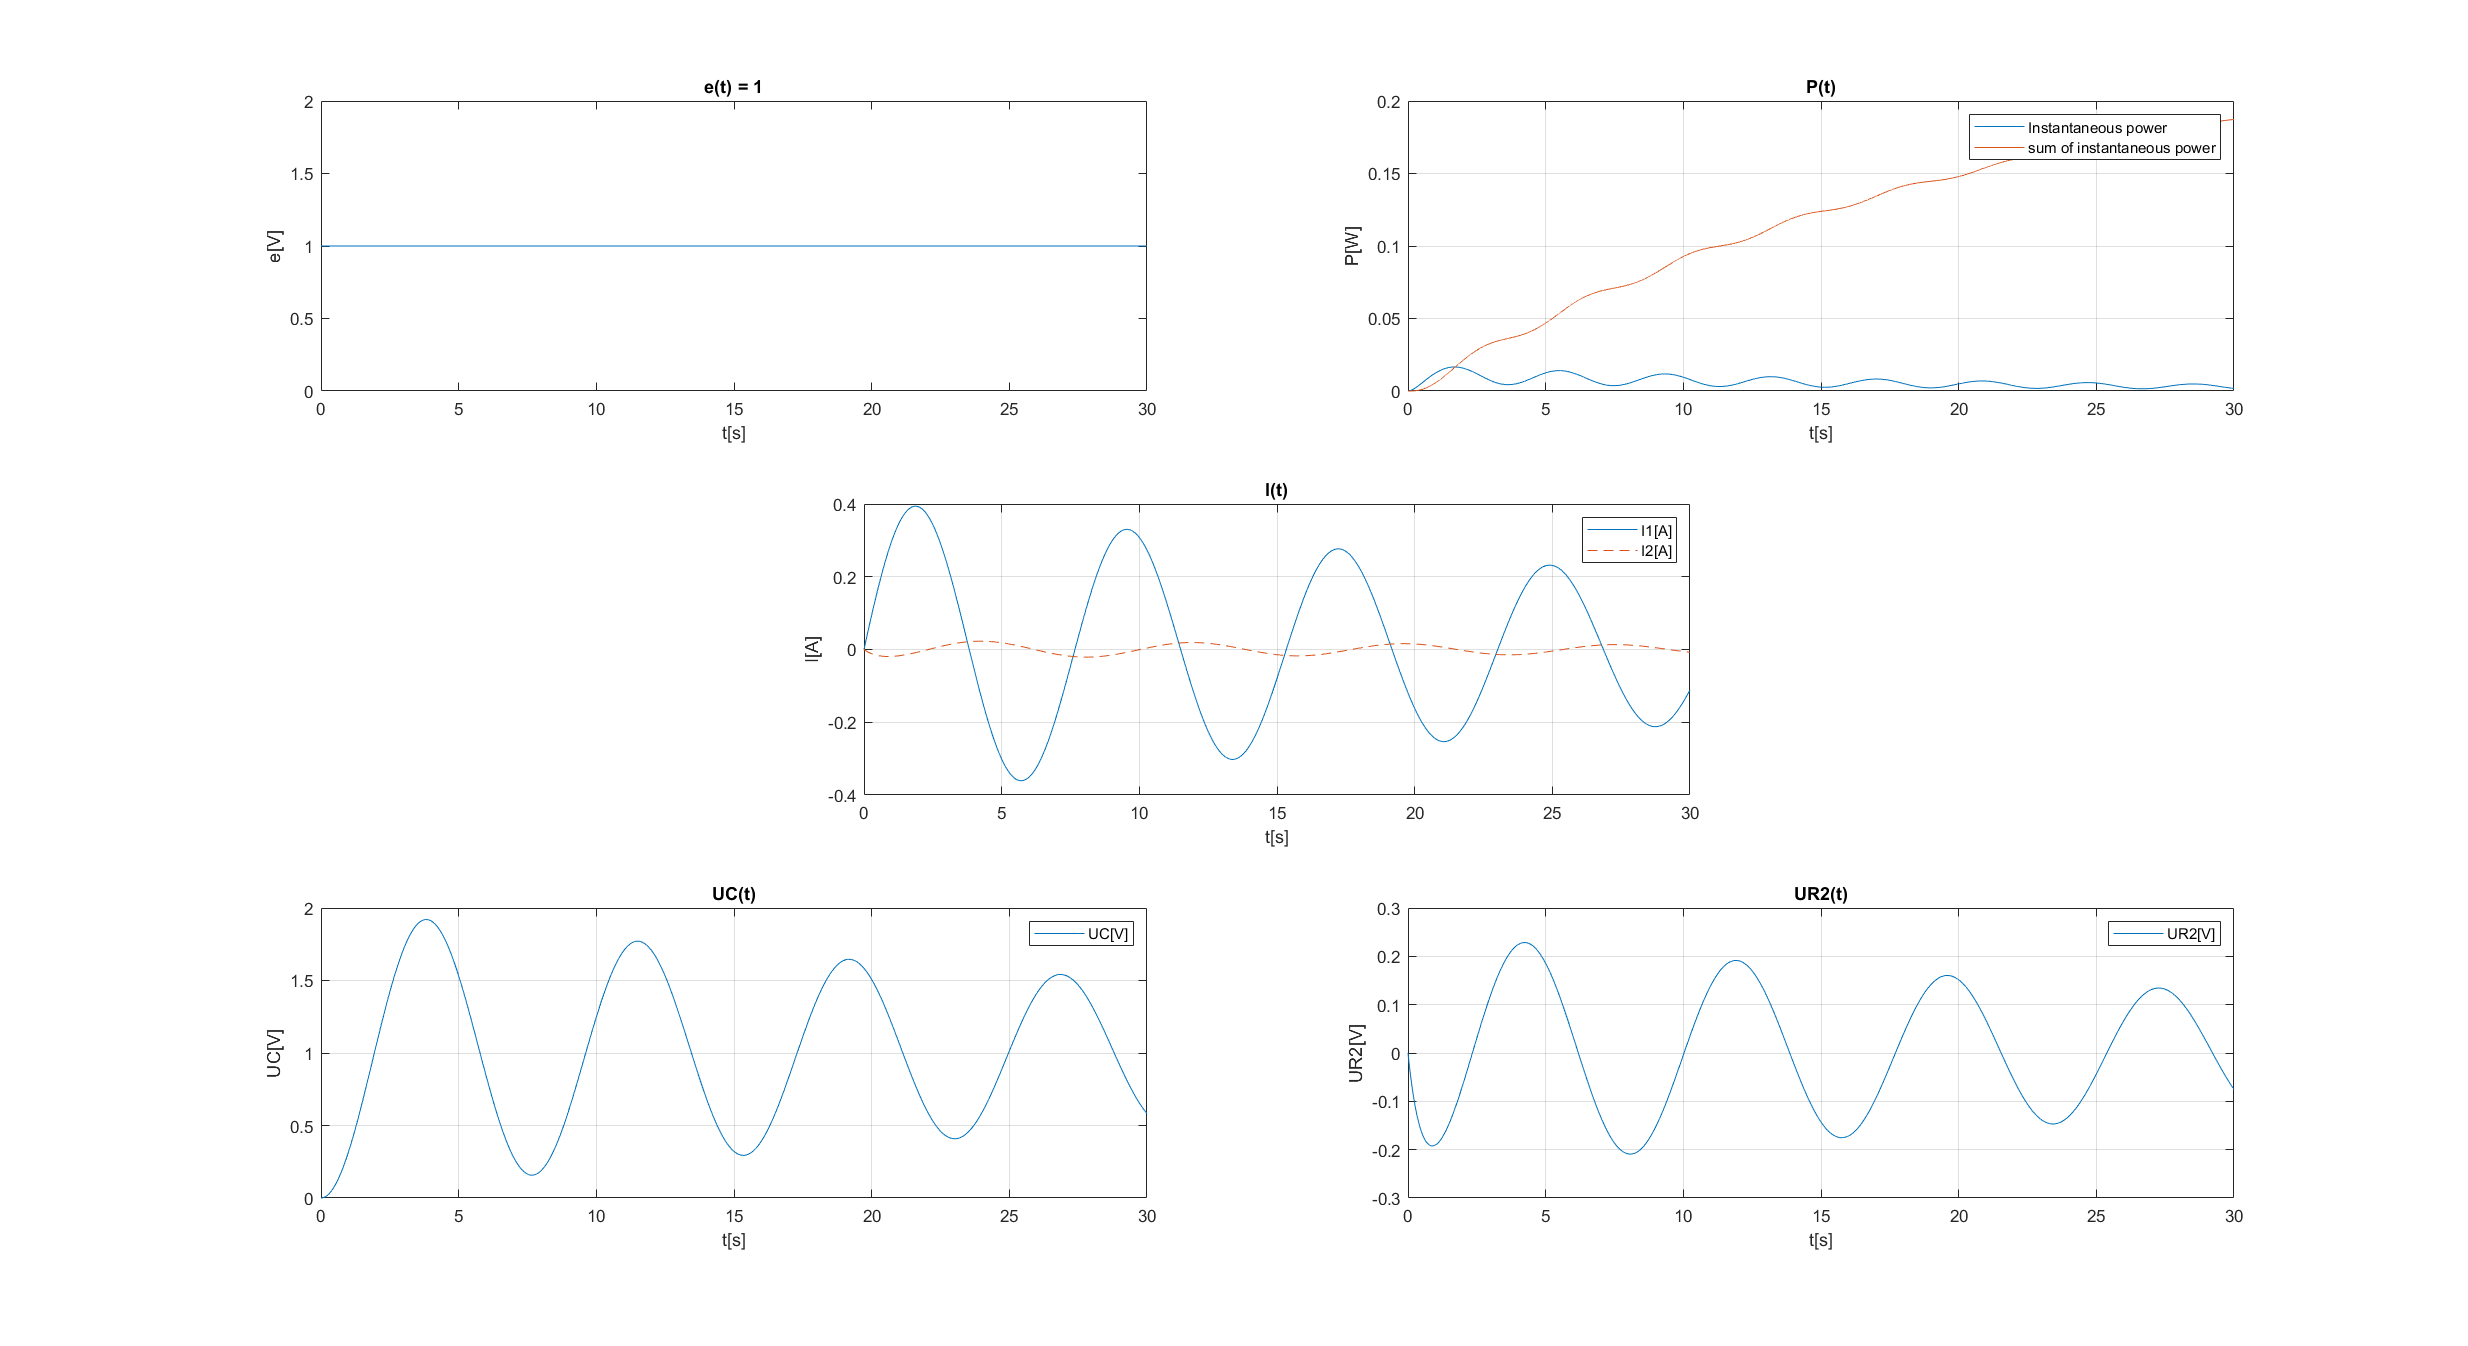 e(t) = 1
2
1.5
1
0.5
0
e[V]
0 5 10 15 20 25 30
t[s]
P(t)
0.2
0.15
0.1
0.05
0
P[W]
Instantaneous power
sum of instantaneous power
0 5 10 15 20 25 30
t[s]
I(t)
0.4
0.2
0
-0.2
-0.4
I[A]
I1[A]
I2[A]
0 5 10 15 20 25 30
t[s]
UC(t)
2
1.5
1
0.5
0
UC[V]
UC[V]
0 5 10 15 20 25 30
t[s]
UR2(t)
0.3
0.2
0.1
0
-0.1
-0.2
-0.3
UR2[V]
UR2[V]
0 5 10 15 20 25 30
t[s]